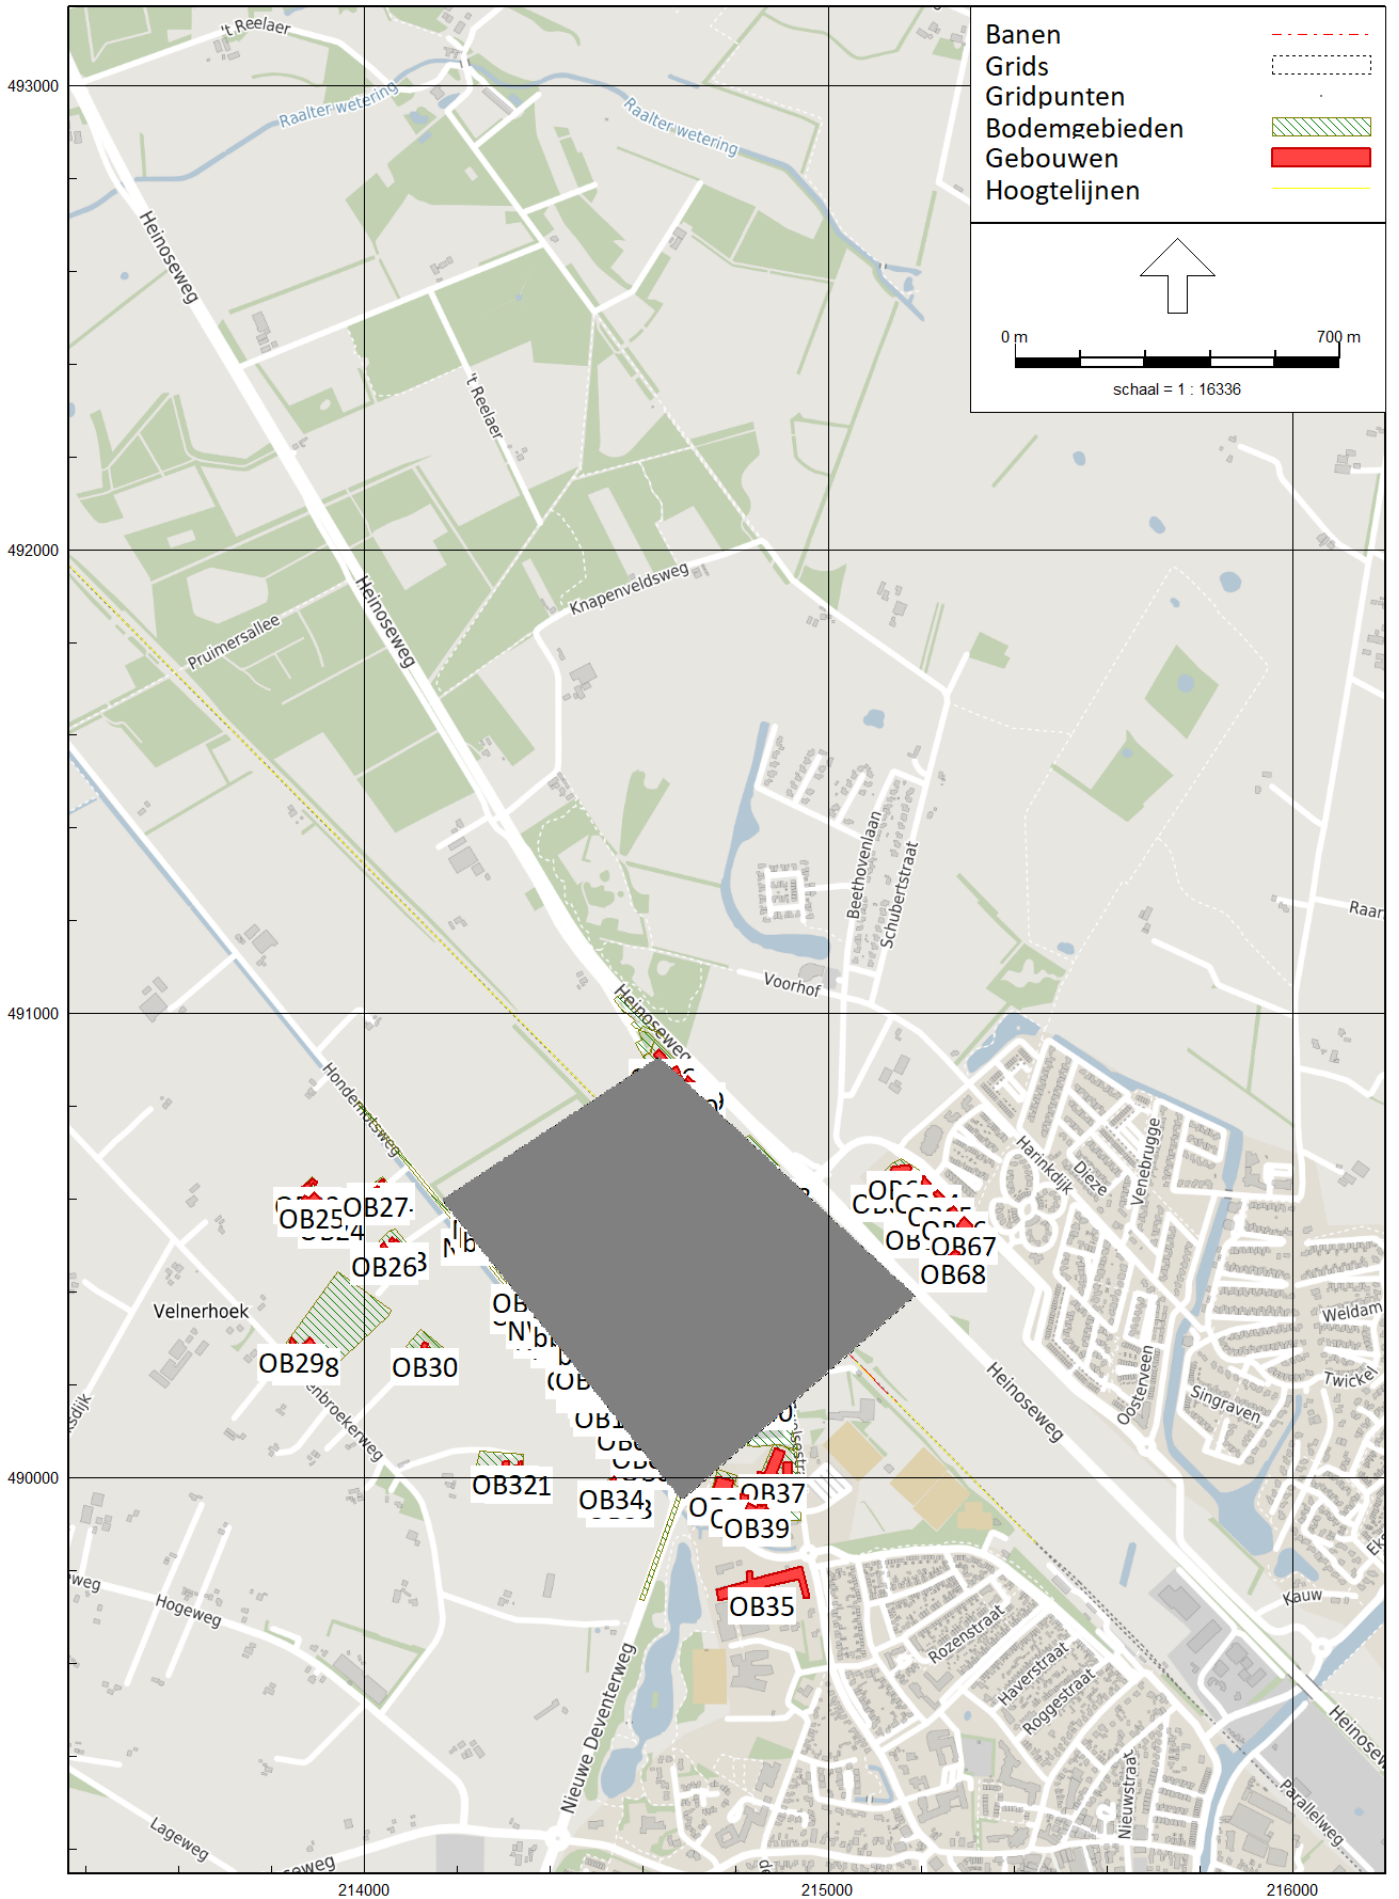 Banen
Grids
Gridpunten
Bodemgebieden
Gebouwen
Hoogtelijnen
0 m
700 m
schaal = 1 : 16336
493000
492000
491000
490000
214000
215000
216000
't Reelaer
Raalter wetering
Raalter wetering
Heinoseweg
't Reelaer
Heinoseweg
Knapenveldsweg
Pruimersallee
Beethovenlaan
Schubertstraat
Voorhof
Raar
Heinoseweg
Hondemotsweg
Harinkdijk
Dieze
Venebrugge
OB25
OB27
OB26
OB67
OB68
Velnerhoek
Weldam
OB29
OB30
Twickel
Singraven
Oosterveen
Heinoseweg
OB321
OB34
OB37
OB39
OB35
Hogeweg
Kauw
Rozenstraat
Haverstraat
Roggestraat
Nieuwe Deventerweg
Nieuwstraat
Parallelweg
Lageweg